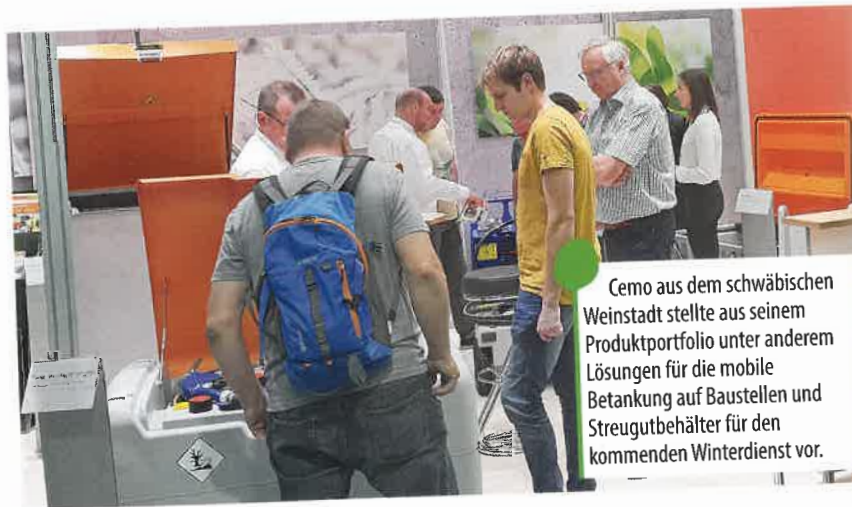 Cemo aus dem schwäbischen
Weinstadt stellte aus seinem
Produktportfolio unter anderem
Lösungen für die mobile
Betankung auf Baustellen und
Streugutbehälter für den
kommenden Winterdienst vor.